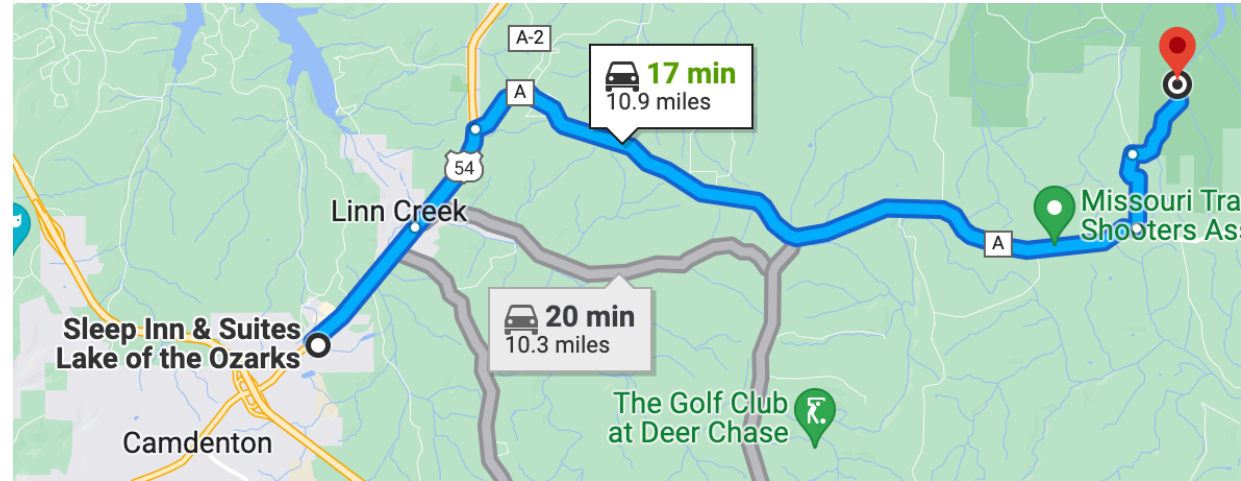 A-2
17 min
10.9 miles
A
54
Linn Creek
Missouri Tra
Shooters Ass
A
20 min
10.3 miles
Sleep Inn & Suites
Lake of the Ozarks
The Golf Club
at Deer Chase
Camdenton